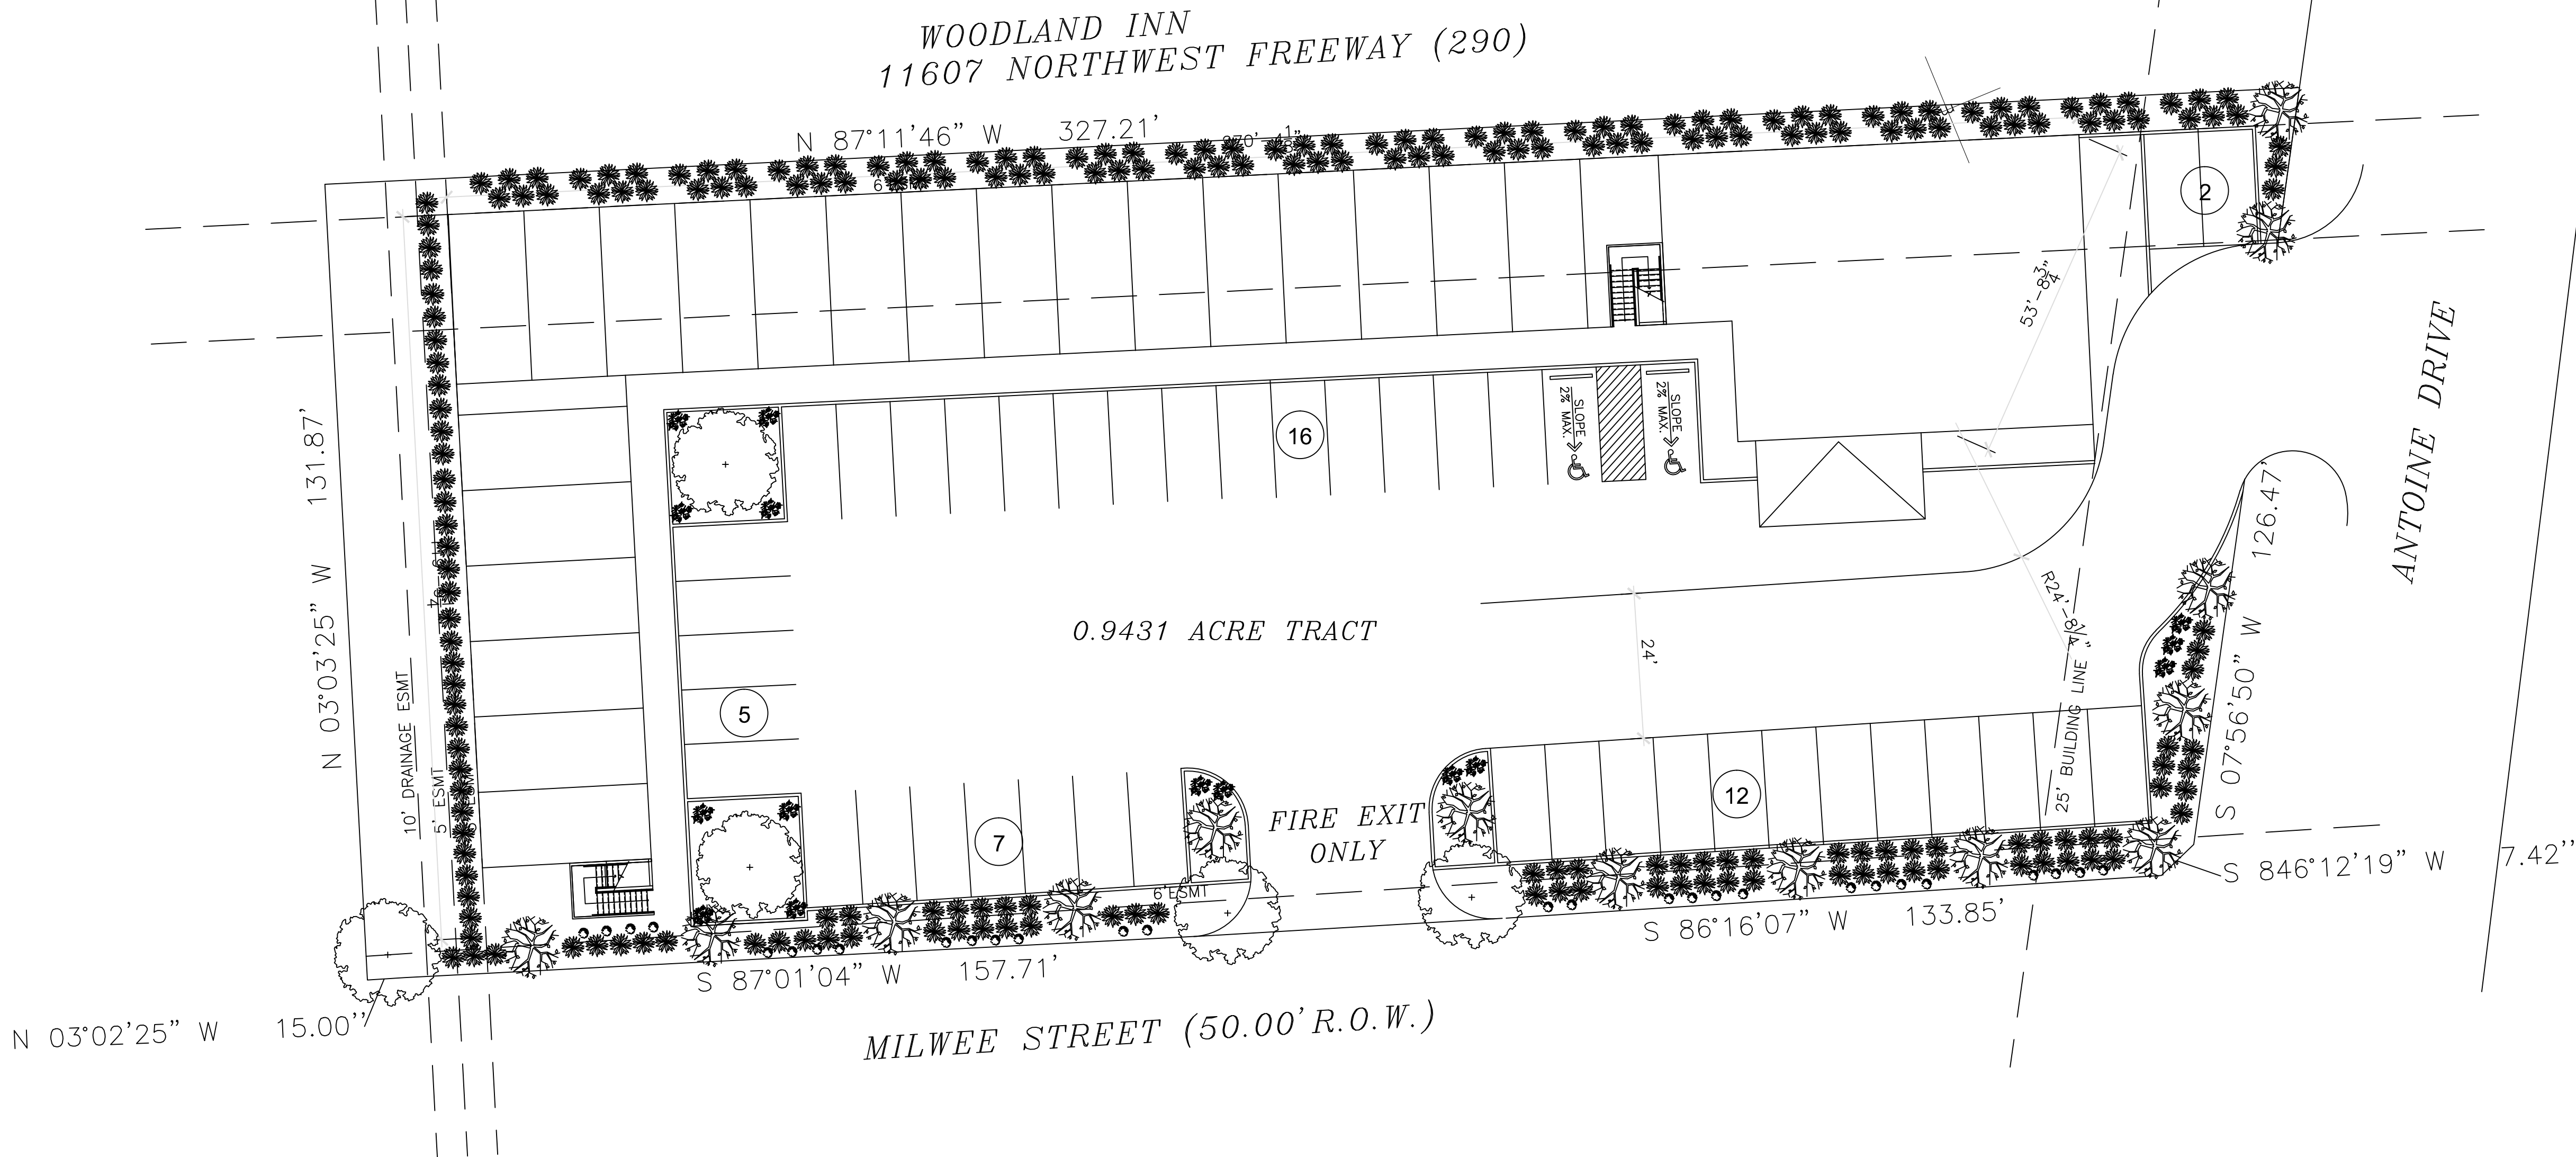 WOODLAND INN
11607 NORTHWEST FREEWAY (290)
N 87°11'46" W 327.21'
2
53'-8 3/4"
ANTOINE DRIVE
N 03°03'25" W 131.87'
SLOPE
2% MAX.
SLOPE
2% MAX.
16
126.47'
S 07°56'50" W
R24'-8 1/4"
0.9431 ACRE TRACT
24'
10' DRAINAGE ESMT
5' ESMT
5
25' BUILDING LINE
12
7
FIRE EXIT
ONLY
6'ESMT
S 846°12'19" W 7.42''
S 86°16'07" W 133.85'
S 87°01'04" W 157.71'
N 03°02'25" W 15.00''
MILWEE STREET (50.00'R.O.W.)